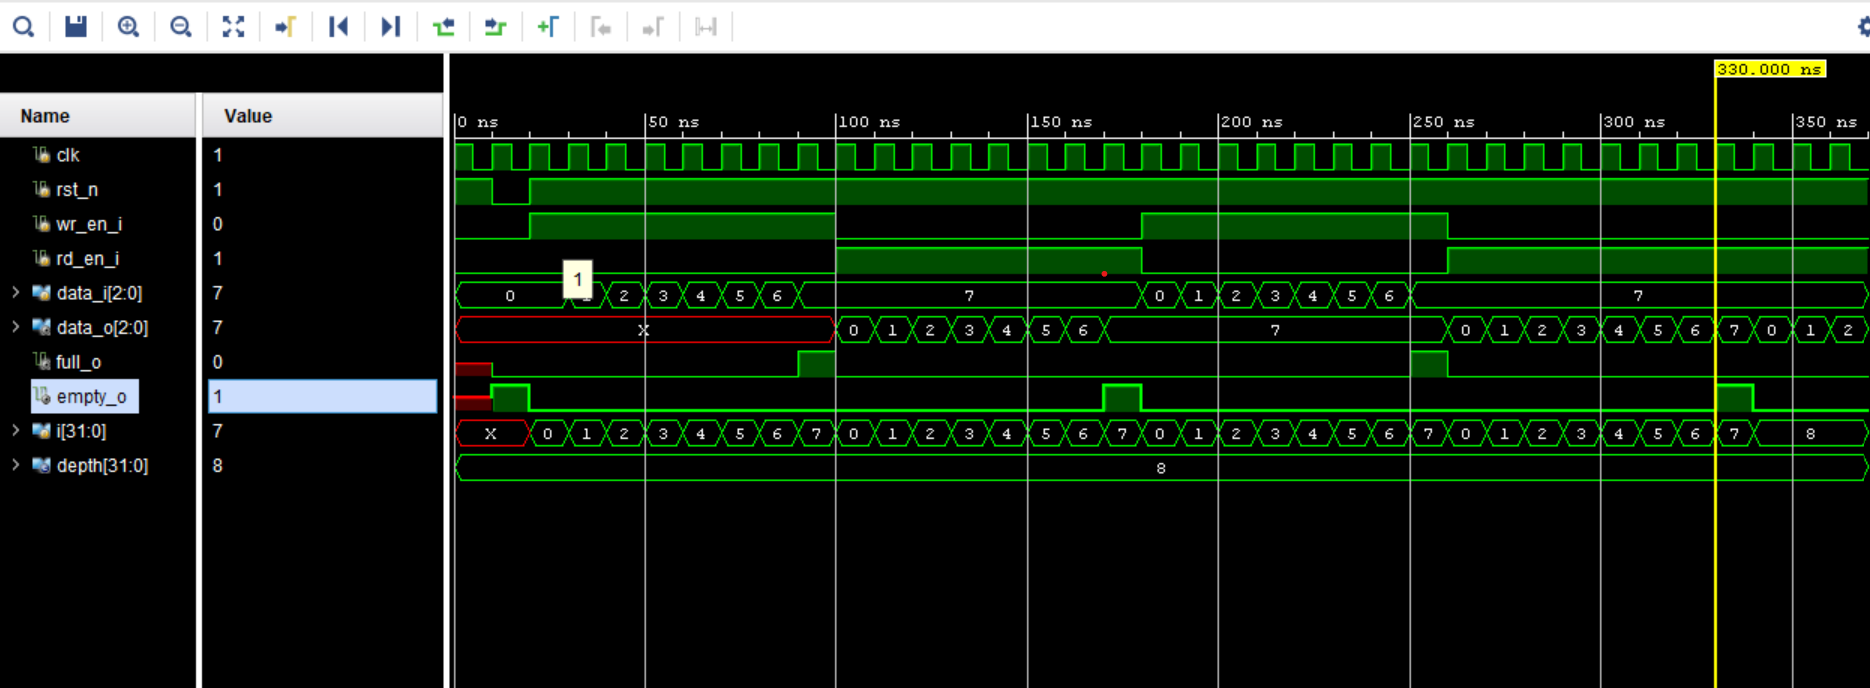 330.000 ns
Name Value
0 ns 50 ns 100 ns 150 ns 200 ns 250 ns 300 ns 350 ns
clk 1
rst_n 1
wr_en_i 0
rd_en_i 1
1
data_i[2:0] 7 0 1 2 3 4 5 6 7 0 1 2 3 4 5 6 7
data_o[2:0] 7 X 0 1 2 3 4 5 6 7 0 1 2 3 4 5 6 7 0 1 2
full_o 0
empty_o 1
i[31:0] 7 X 0 1 2 3 4 5 6 7 0 1 2 3 4 5 6 7 0 1 2 3 4 5 6 7 0 1 2 3 4 5 6 7 8
depth[31:0] 8 8